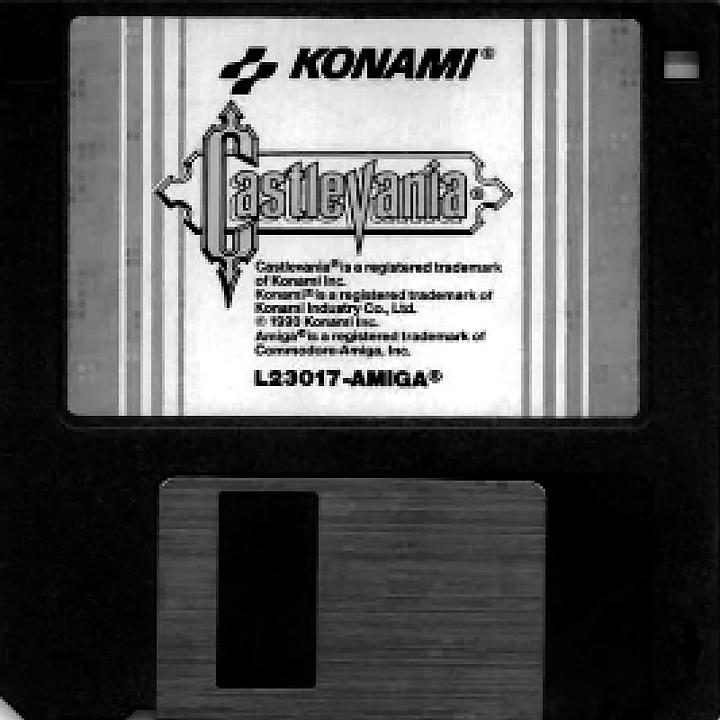 KONAMI®
Castlevania®
Castlevania® is a registered trademark
of Konami Inc.
Konami® is a registered trademark of
Konami Industry Co., Ltd.
© 1990 Konami Inc.
Amiga® is a registered trademark of
Commodore-Amiga, Inc.
L23017-AMIGA®